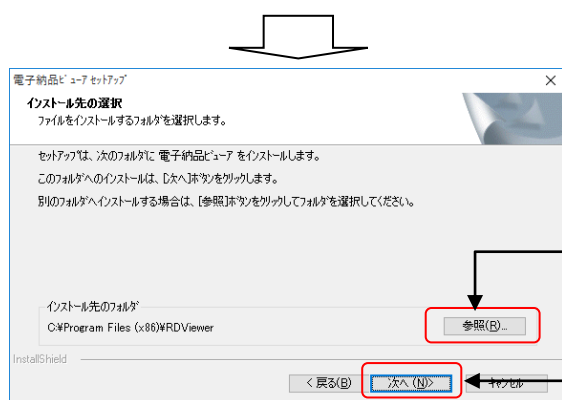 電子納品ビューア セットアップ
インストール先の選択
ファイルをインストールするフォルダを選択します。
セットアップは、次のフォルダに 電子納品ビューア をインストールします。
このフォルダへのインストールは、[次へ]ボタンをクリックします。
別のフォルダへインストールする場合は、[参照]ボタンをクリックしてフォルダを選択してください。
インストール先のフォルダ
C:¥Program Files (x86)¥RDViewer
参照(R)...
InstallShield
< 戻る(B)
次へ (N)>
キャンセル